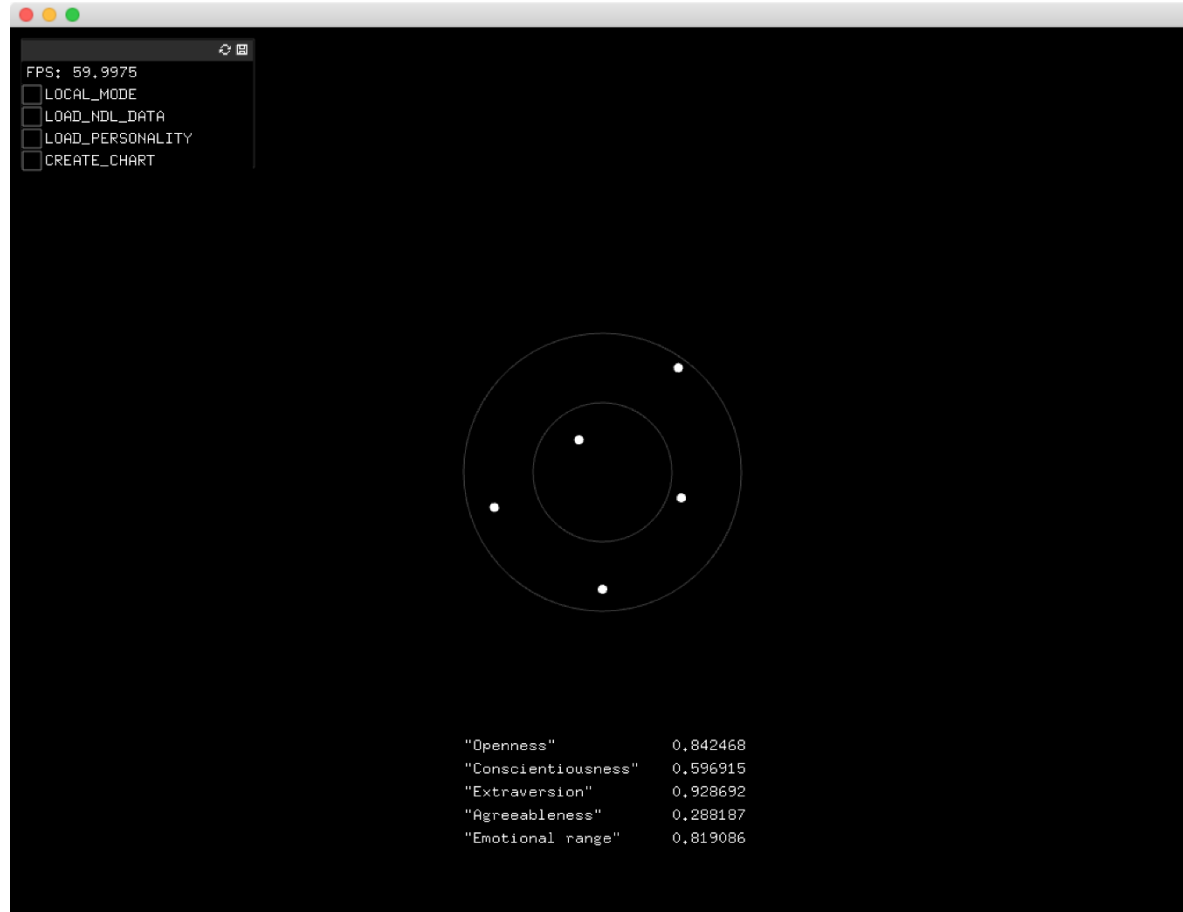 FPS: 59.9975
LOCAL_MODE
LOAD_NDL_DATA
LOAD_PERSONALITY
CREATE_CHART
"Openness" 0.842468
"Conscientiousness" 0.596915
"Extraversion" 0.928692
"Agreeableness" 0.288187
"Emotional range" 0.819086